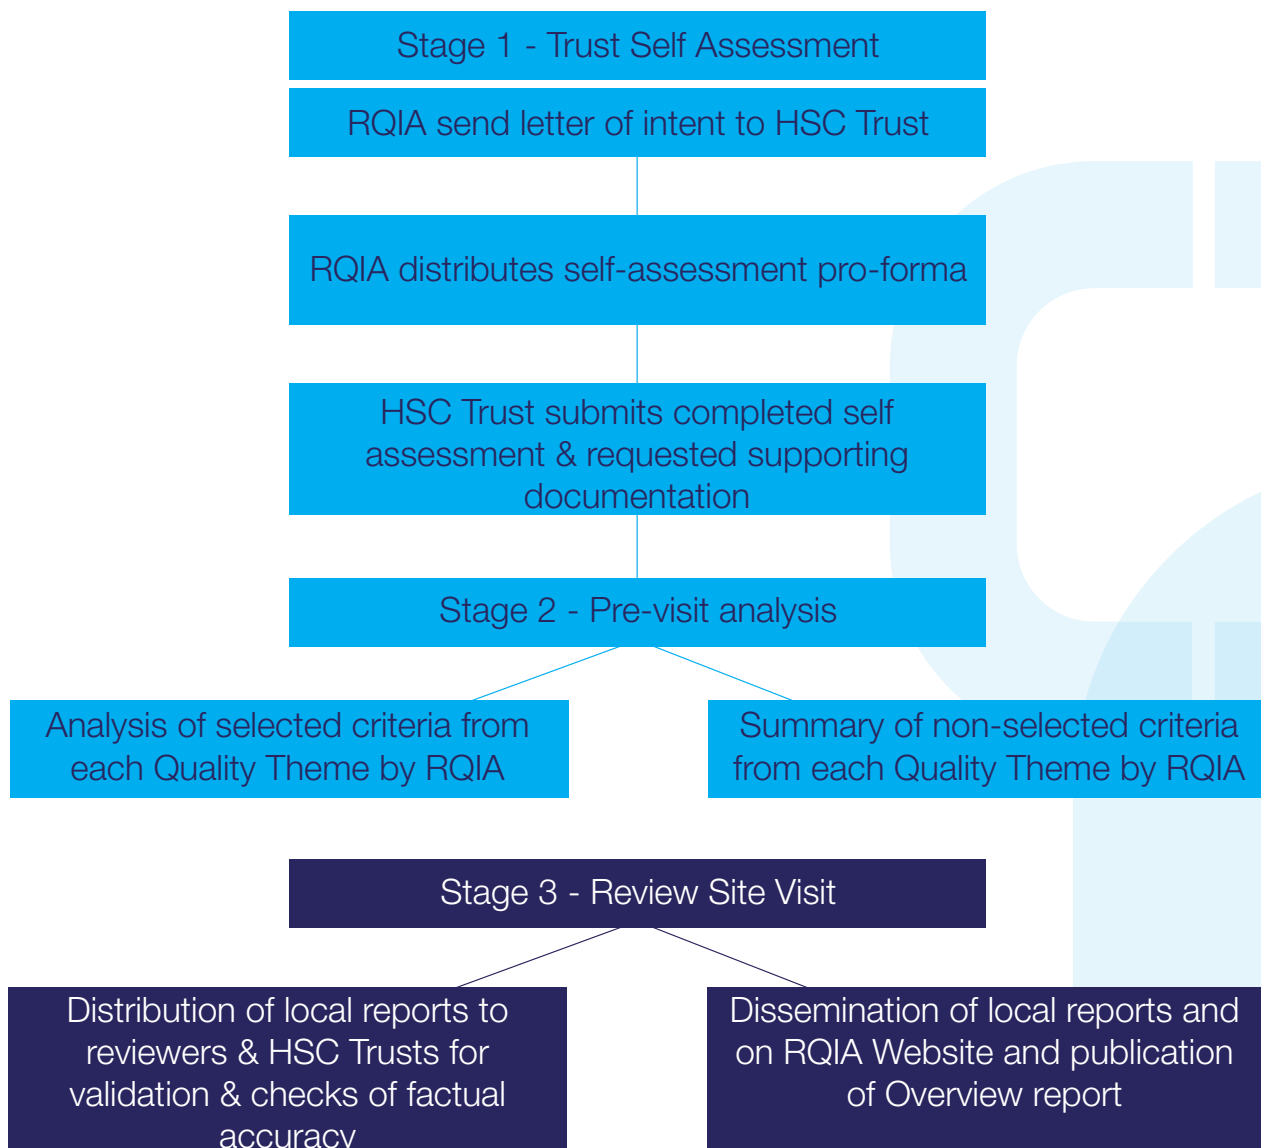 Stage 1 - Trust Self Assessment
RQIA send letter of intent to HSC Trust
RQIA distributes self-assessment pro-forma
HSC Trust submits completed self
assessment & requested supporting
documentation
Stage 2 - Pre-visit analysis
Analysis of selected criteria from
each Quality Theme by RQIA
Summary of non-selected criteria
from each Quality Theme by RQIA
Stage 3 - Review Site Visit
Distribution of local reports to
reviewers & HSC Trusts for
validation & checks of factual
accuracy
Dissemination of local reports and
on RQIA Website and publication
of Overview report